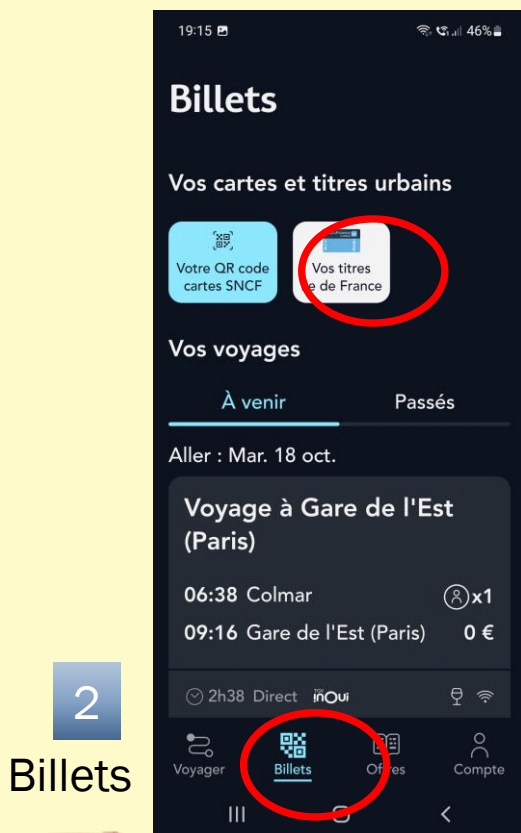 19:15 46%
Billets
Vos cartes et titres urbains
Votre QR code
cartes SNCF
Vos titres
e de France
Vos voyages
À venir Passés
Aller : Mar. 18 oct.
Voyage à Gare de l'Est
(Paris)
06:38 Colmar x1
09:16 Gare de l'Est (Paris) 0 €
2h38 Direct inOui
Voyager Billets Offres Compte
2
Billets